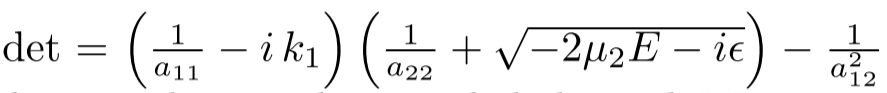 det = (1/a₁₁ − i k₁) (1/a₂₂ + √(−2μ₂E − iϵ)) − 1/a₁₂²